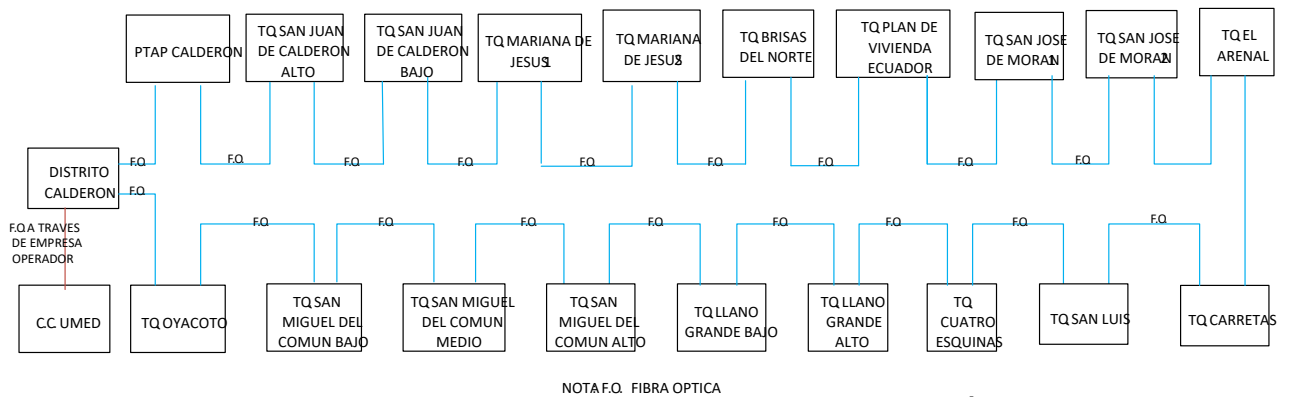 PTAP CALDERON
TQ. SAN JUAN
DE CALDERON
ALTO
TQ. SAN JUAN
DE CALDERON
BAJO
TQ. MARIANA DE
JESUS 1
TQ. MARIANA
DE JESUS 2
TQ. BRISAS
DEL NORTE
TQ. PLAN DE
VIVIENDA
ECUADOR
TQ. SAN JOSE
DE MORAN 1
TQ. SAN JOSE
DE MORAN 2
TQ. EL
ARENAL
F.O.
F.O.
F.O.
F.O.
F.O.
F.O.
F.O.
F.O.
F.O.
DISTRITO
CALDERON
F.O.
F.O. A TRAVES
DE EMPRESA
OPERADOR
F.O.
F.O.
F.O.
F.O.
F.O.
F.O.
F.O.
F.O.
C.C. UMED
TQ. OYACOTO
TQ. SAN
MIGUEL DEL
COMUN BAJO
TQ. SAN MIGUEL
DEL COMUN
MEDIO
TQ. SAN
MIGUEL DEL
COMUN ALTO
TQ. LLANO
GRANDE BAJO
TQ. LLANO
GRANDE
ALTO
TQ.
CUATRO
ESQUINAS
TQ. SAN LUIS
TQ. CARRETAS
NOTA: F.O. FIBRA OPTICA